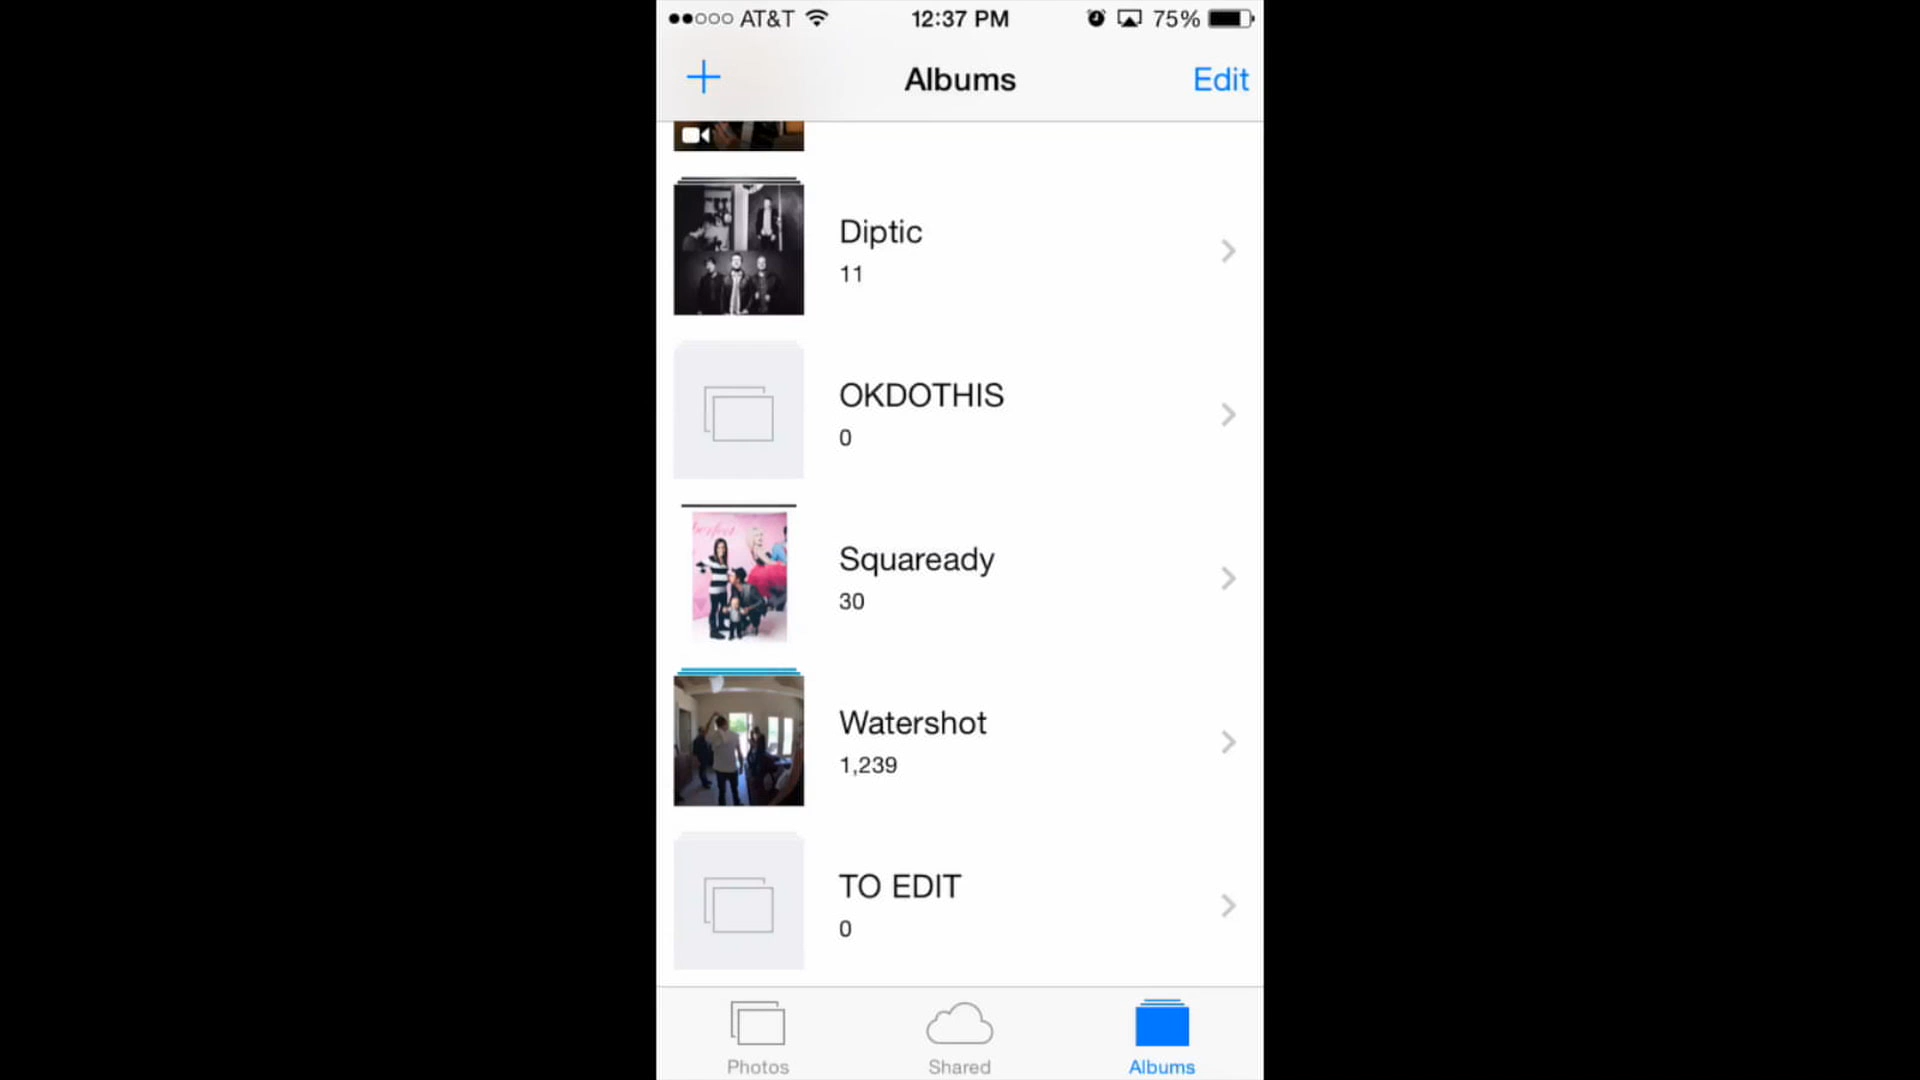 AT&T 12:37 PM 75%
Albums
Edit
Diptic
11
OKDOTHIS
0
Squaready
30
Watershot
1,239
TO EDIT
0
Photos
Shared
Albums